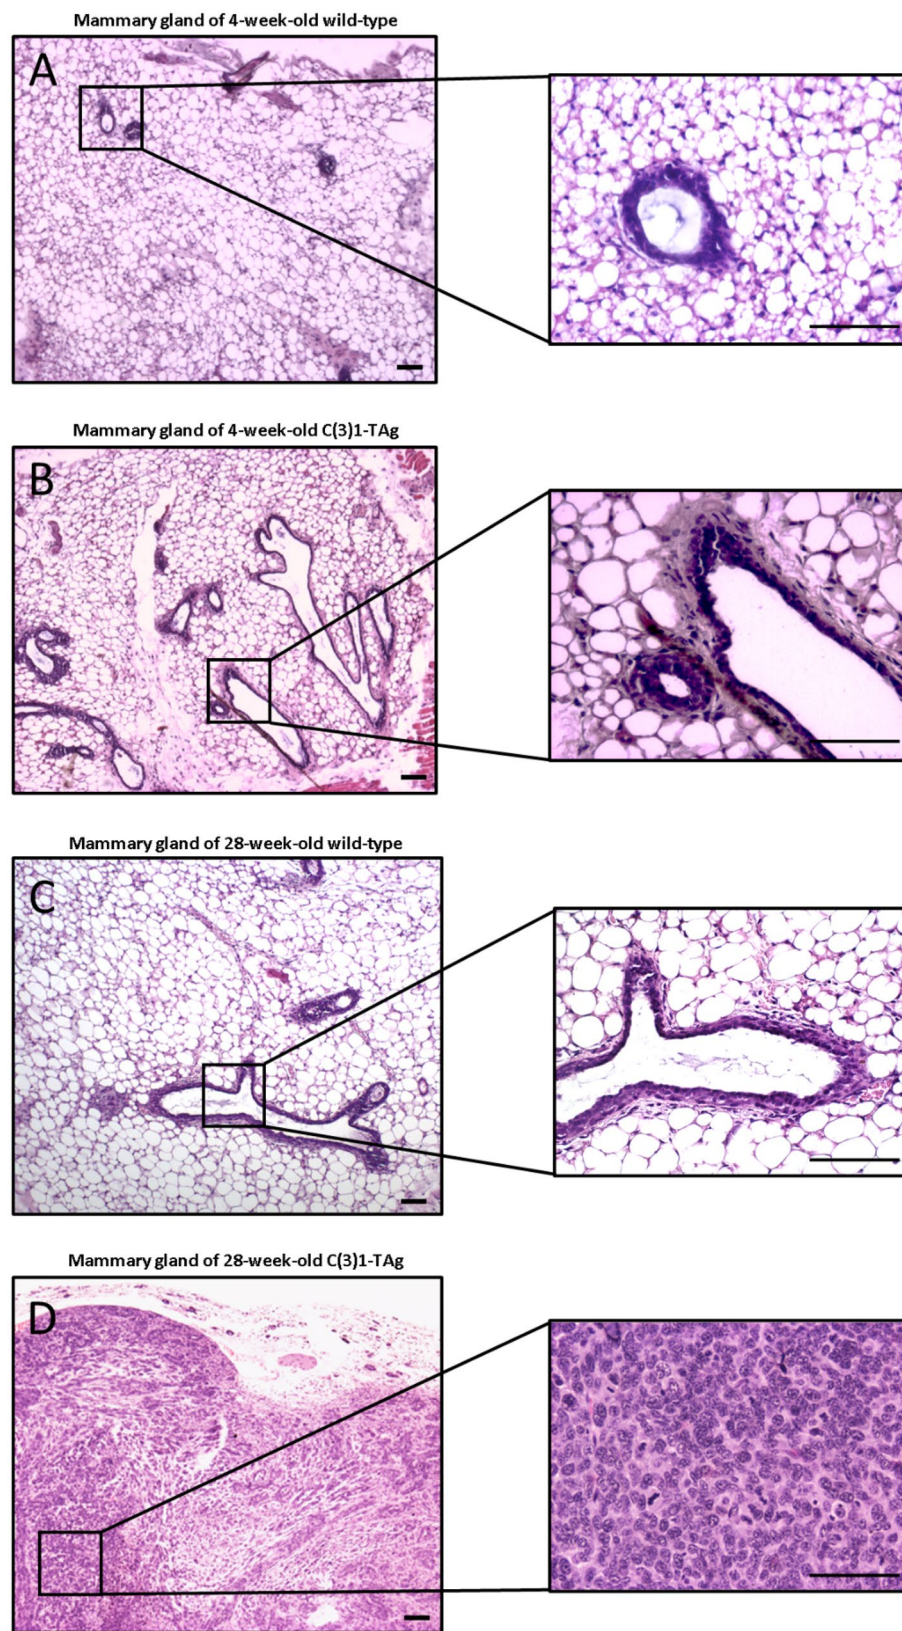 Mammary gland of 4-week-old wild-type
A
Mammary gland of 4-week-old C(3)1-TAg
B
Mammary gland of 28-week-old wild-type
C
Mammary gland of 28-week-old C(3)1-TAg
D